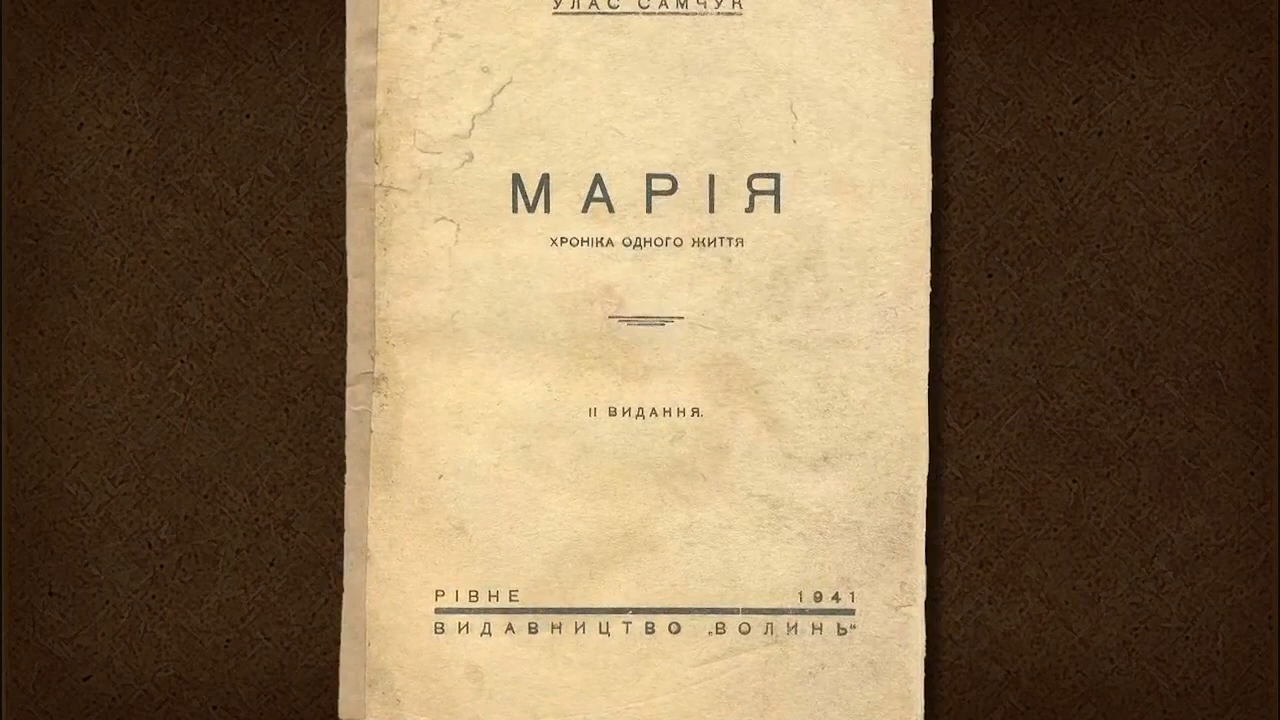 УЛАС САМЧУК
МАРІЯ
ХРОНІКА ОДНОГО ЖИТТЯ
II ВИДАННЯ.
РІВНЕ 1941
ВИДАВНИЦТВО „ВОЛИНЬ“